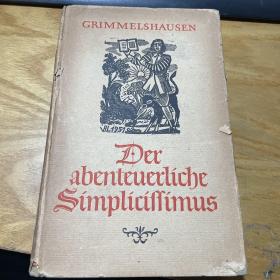 GRIMMELSHAUSEN
Der
abenteuerliche
Simplicissimus